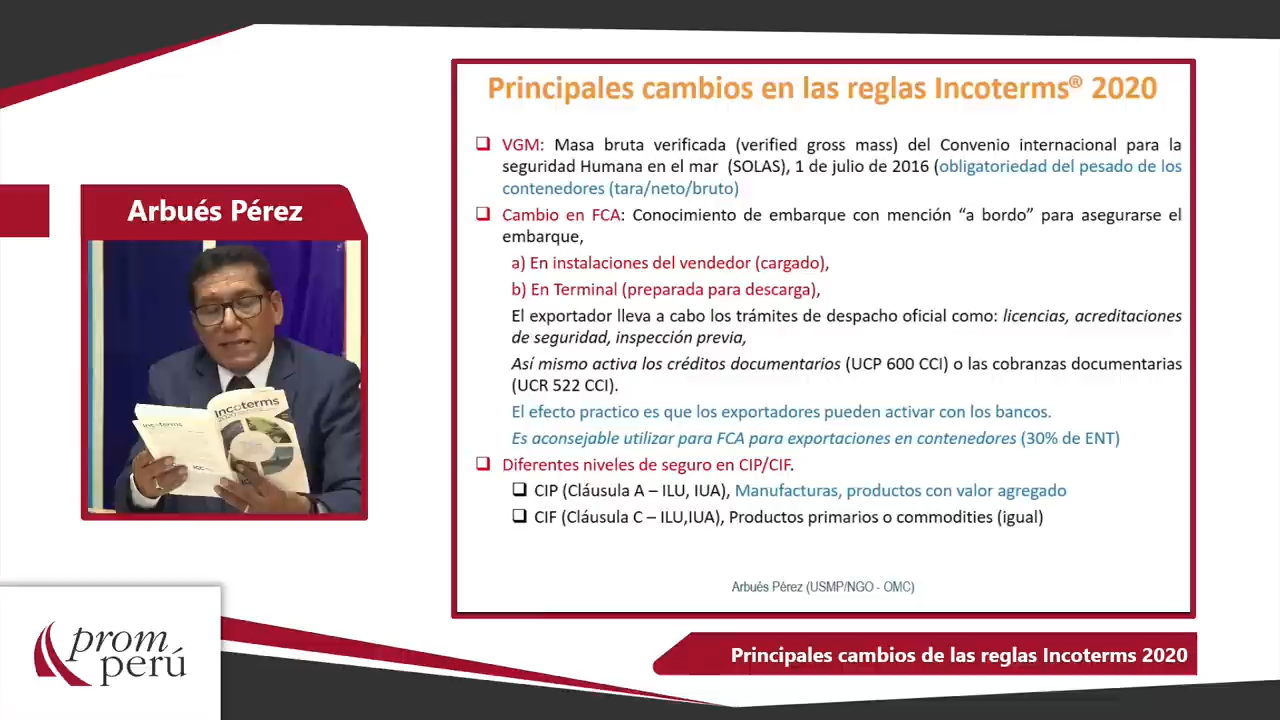 Principales cambios en las reglas Incoterms® 2020
❑ VGM: Masa bruta verificada (verified gross mass) del Convenio internacional para la
seguridad Humana en el mar (SOLAS), 1 de julio de 2016 (obligatoriedad del pesado de los
contenedores (tara/neto/bruto)
❑ Cambio en FCA: Conocimiento de embarque con mención “a bordo” para asegurarse el
embarque,
a) En instalaciones del vendedor (cargado),
b) En Terminal (preparada para descarga),
El exportador lleva a cabo los trámites de despacho oficial como: licencias, acreditaciones
de seguridad, inspección previa,
Así mismo activa los créditos documentarios (UCP 600 CCI) o las cobranzas documentarias
(UCR 522 CCI).
El efecto practico es que los exportadores pueden activar con los bancos.
Es aconsejable utilizar para FCA para exportaciones en contenedores (30% de ENT)
❑ Diferentes niveles de seguro en CIP/CIF.
❑ CIP (Cláusula A – ILU, IUA), Manufacturas, productos con valor agregado
❑ CIF (Cláusula C – ILU,IUA), Productos primarios o commodities (igual)
Arbués Pérez (USMP/NGO - OMC)
Arbués Pérez
Incoterms
2020
Incoterms
ICC
prom
perú
Principales cambios de las reglas Incoterms 2020